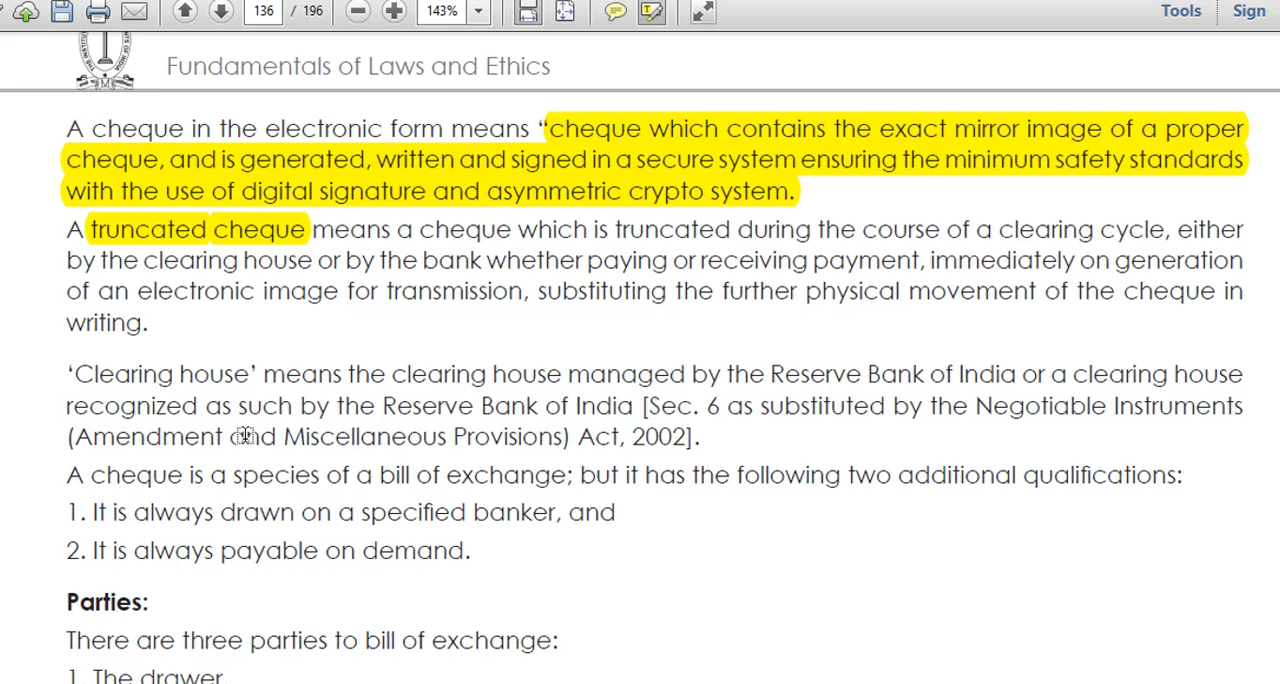 136 / 196 143% Tools Sign
Fundamentals of Laws and Ethics
A cheque in the electronic form means “cheque which contains the exact mirror image of a proper
cheque, and is generated, written and signed in a secure system ensuring the minimum safety standards
with the use of digital signature and asymmetric crypto system.
A truncated cheque means a cheque which is truncated during the course of a clearing cycle, either
by the clearing house or by the bank whether paying or receiving payment, immediately on generation
of an electronic image for transmission, substituting the further physical movement of the cheque in
writing.
‘Clearing house’ means the clearing house managed by the Reserve Bank of India or a clearing house
recognized as such by the Reserve Bank of India [Sec. 6 as substituted by the Negotiable Instruments
(Amendment and Miscellaneous Provisions) Act, 2002].
A cheque is a species of a bill of exchange; but it has the following two additional qualifications:
1. It is always drawn on a specified banker, and
2. It is always payable on demand.
Parties:
There are three parties to bill of exchange:
1. The drawer.